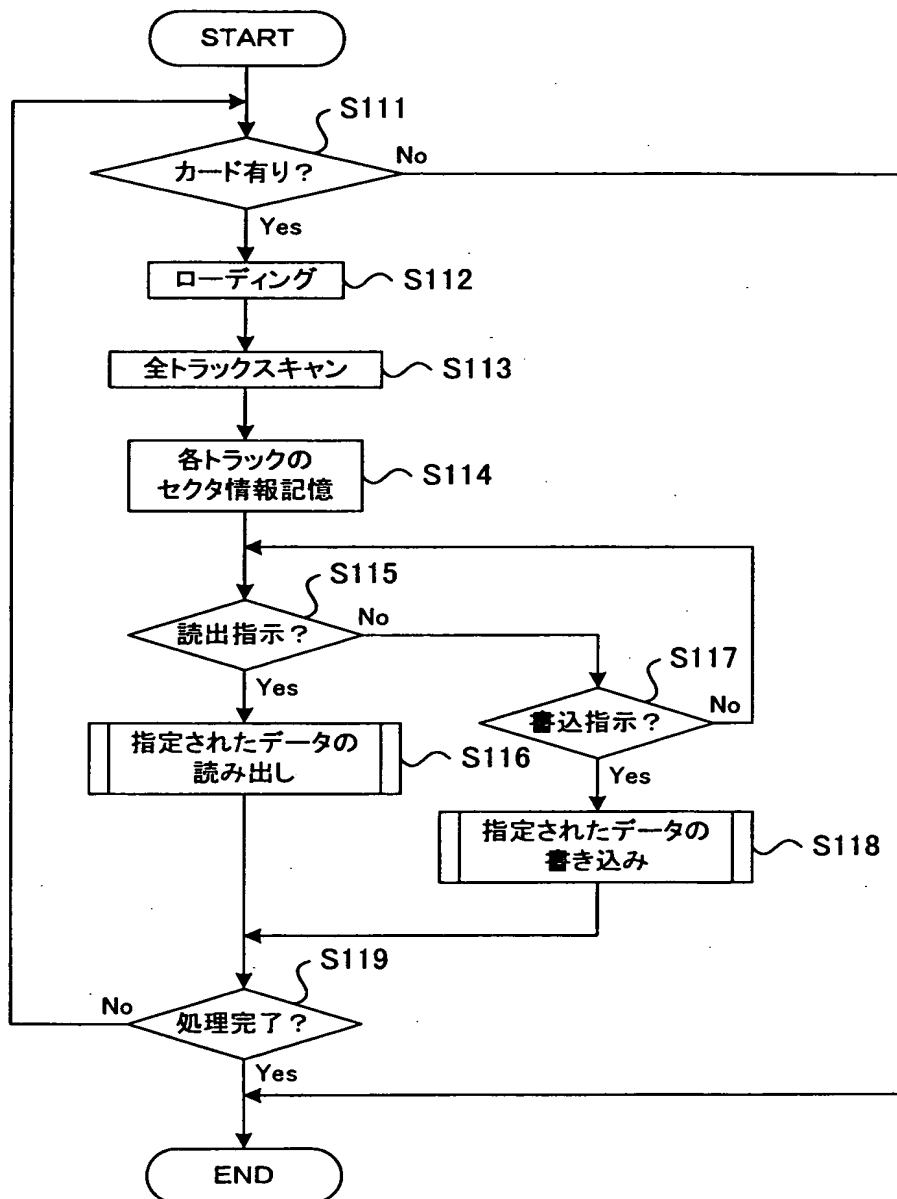 START
S111
カード有り?
No
Yes
ローディング
S112
全トラックスキャン
S113
各トラックの
セクタ情報記憶
S114
S115
読出指示?
No
Yes
S117
書込指示?
No
Yes
指定されたデータの
読み出し
S116
指定されたデータの
書き込み
S118
S119
処理完了?
No
Yes
END